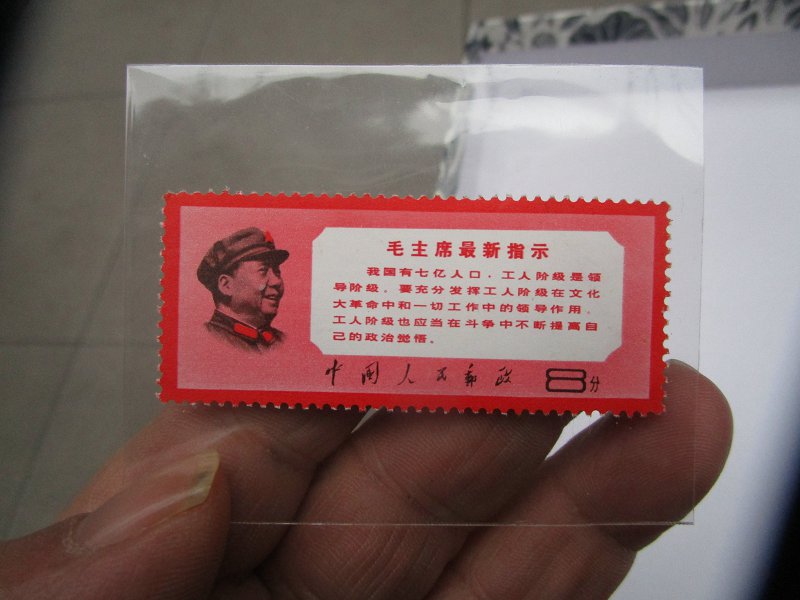 毛主席最新指示
我国有七亿人口，工人阶级是领
导阶级，要充分发挥工人阶级在文化
大革命中和一切工作中的领导作用，
工人阶级也应当在斗争中不断提高自
己的政治觉悟。
中国人民邮政 8分